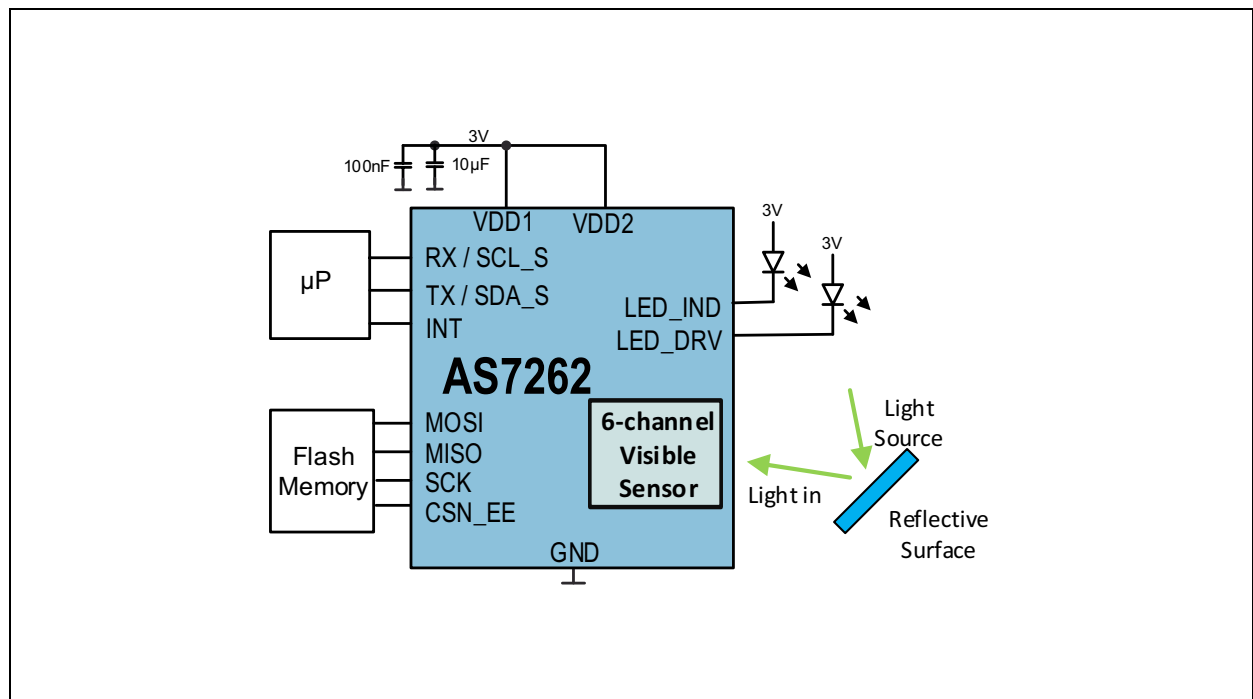 3V
100nF
10µF
VDD1
VDD2
3V
3V
µP
RX / SCL_S
TX / SDA_S
INT
LED_IND
LED_DRV
AS7262
Flash
Memory
MOSI
MISO
SCK
CSN_EE
6-channel
Visible
Sensor
Light
Source
Light in
Reflective
Surface
GND